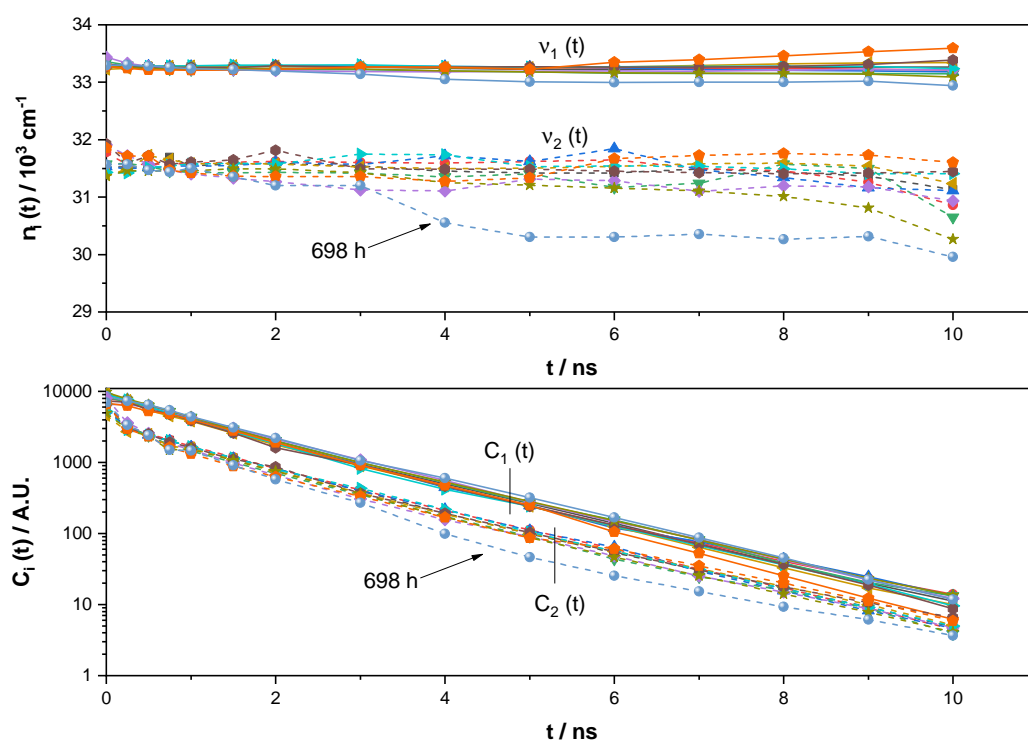 34
33
32
31
30
29
nᵢ (t) / 10³ cm⁻¹
ν₁ (t)
ν₂ (t)
698 h
0
2
4
6
8
10
t / ns
10000
1000
100
10
1
Cᵢ (t) / A.U.
C₁ (t)
698 h
C₂ (t)
0
2
4
6
8
10
t / ns